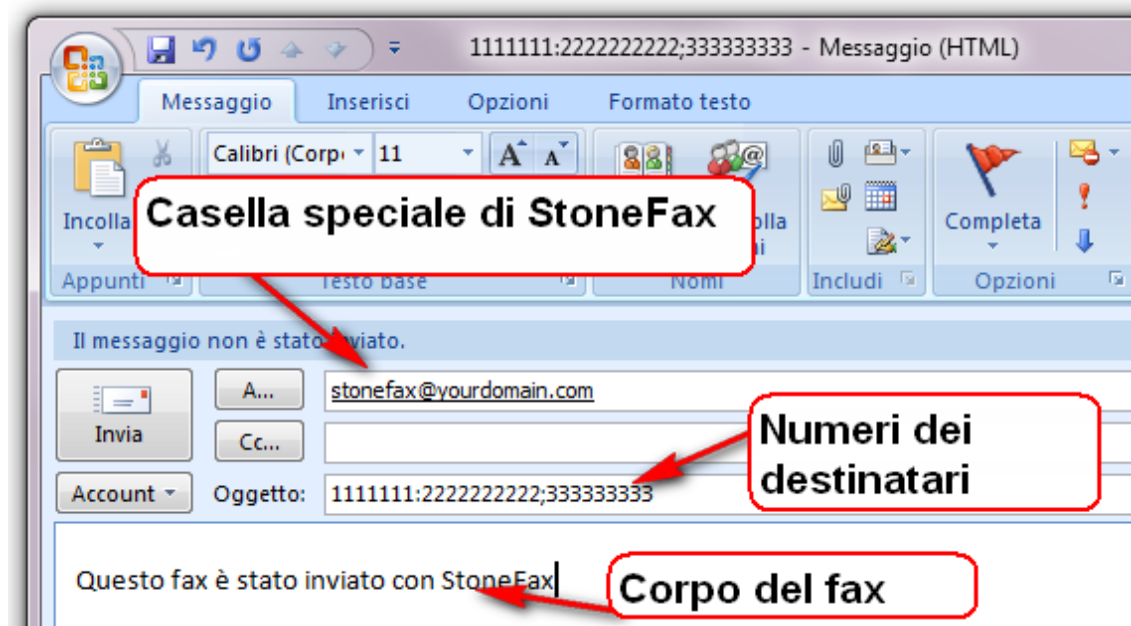 1111111:2222222222;333333333 - Messaggio (HTML)
Messaggio Inserisci Opzioni Formato testo
Calibri (Corp 11 A A
Incolla Completa
Casella speciale di StoneFax
Appunti Testo base Nomi Includi Opzioni
Il messaggio non è stato inviato.
A... stonefax@yourdomain.com
Invia
Cc...
Numeri dei
destinatari
Account Oggetto: 1111111:2222222222;333333333
Questo fax è stato inviato con StoneFax
Corpo del fax